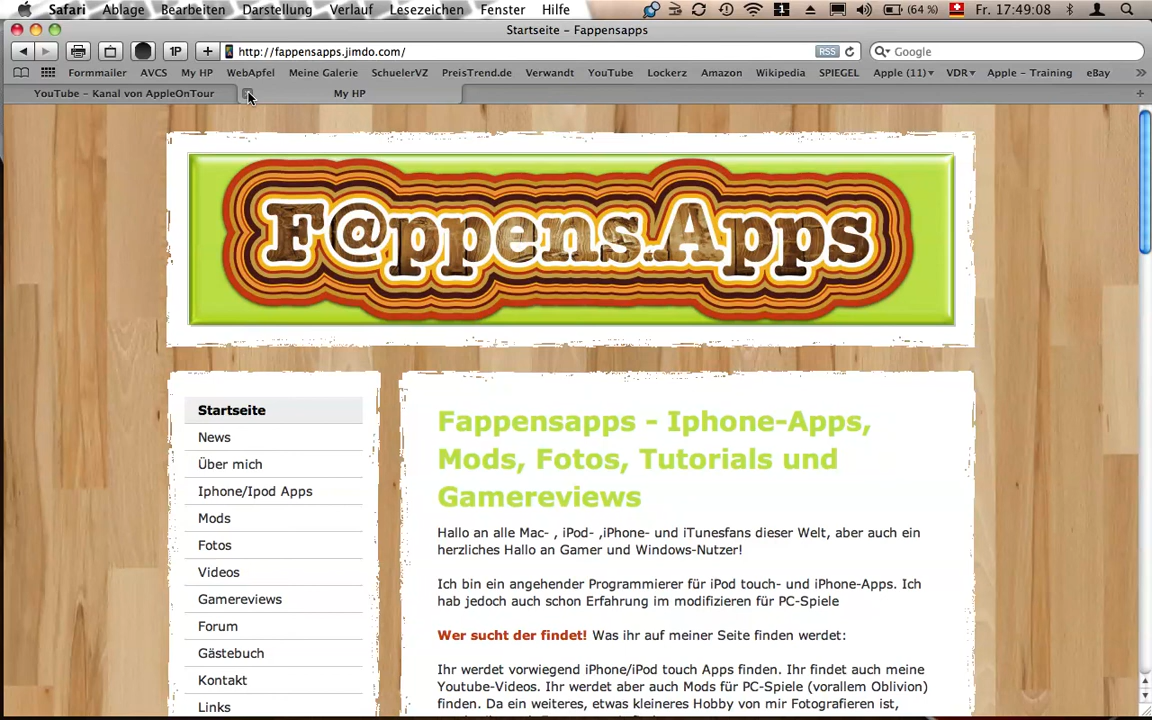 Safari Ablage Bearbeiten Darstellung Verlauf Lesezeichen Fenster Hilfe 1 (64 %) Fr. 17:49:08
Startseite – Fappensapps
1P + http://fappensapps.jimdo.com/ RSS Google
Formmailer AVCS My HP WebApfel Meine Galerie SchuelerVZ PreisTrend.de Verwandt YouTube Lockerz Amazon Wikipedia SPIEGEL Apple (11) VDR Apple – Training eBay »
YouTube – Kanal von AppleOnTour My HP +
F@ppens.Apps
Startseite
News
Über mich
Iphone/Ipod Apps
Mods
Fotos
Videos
Gamereviews
Forum
Gästebuch
Kontakt
Links
Fappensapps - Iphone-Apps,
Mods, Fotos, Tutorials und
Gamereviews
Hallo an alle Mac- , iPod- ,iPhone- und iTunesfans dieser Welt, aber auch ein
herzliches Hallo an Gamer und Windows-Nutzer!
Ich bin ein angehender Programmierer für iPod touch- und iPhone-Apps. Ich
hab jedoch auch schon Erfahrung im modifizieren für PC-Spiele
Wer sucht der findet! Was ihr auf meiner Seite finden werdet:
Ihr werdet vorwiegend iPhone/iPod touch Apps finden. Ihr findet auch meine
Youtube-Videos. Ihr werdet aber auch Mods für PC-Spiele (vorallem Oblivion)
finden. Da ein weiteres, etwas kleineres Hobby von mir Fotografieren ist,